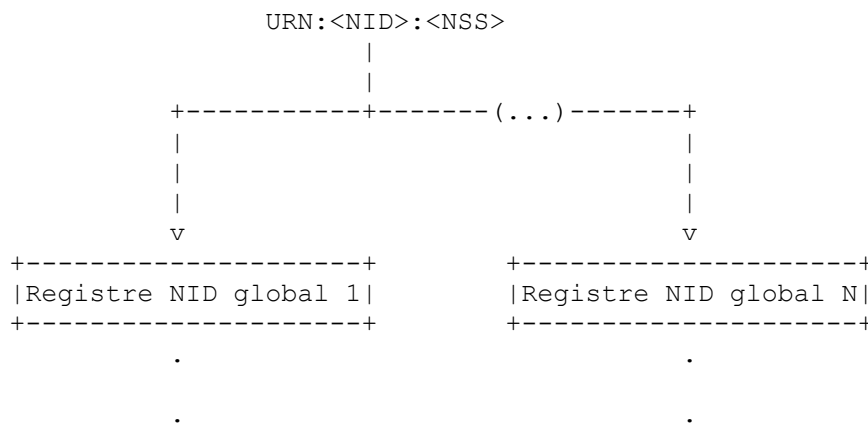 URN:<NID>:<NSS>
(...)
Registre NID global 1
Registre NID global N